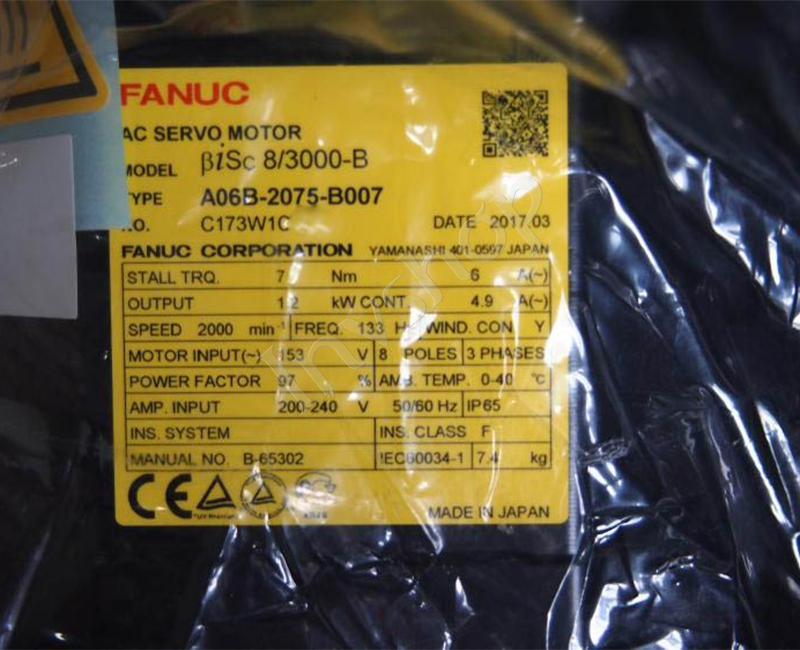 FANUC
AC SERVO MOTOR
MODEL βiSc 8/3000-B
TYPE A06B-2075-B007
NO. C173W1C DATE 2017.03
FANUC CORPORATION YAMANASHI 401-0597 JAPAN
STALL TRQ. 7 Nm 6 A(~)
OUTPUT 1.2 kW CONT. 4.9 A(~)
SPEED 2000 min-1 FREQ. 133 Hz WIND. CON. Y
MOTOR INPUT(~) 153 V 8 POLES 3 PHASES
POWER FACTOR 97 % AMB. TEMP. 0-40 °C
AMP. INPUT 200-240 V 50/60 Hz IP65
INS. SYSTEM INS. CLASS F
MANUAL NO. B-65302 IEC60034-1 7.4 kg
CE
MADE IN JAPAN